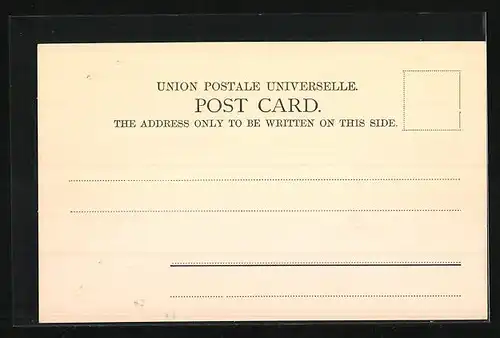 UNION POSTALE UNIVERSELLE.
POST CARD.
THE ADDRESS ONLY TO BE WRITTEN ON THIS SIDE.